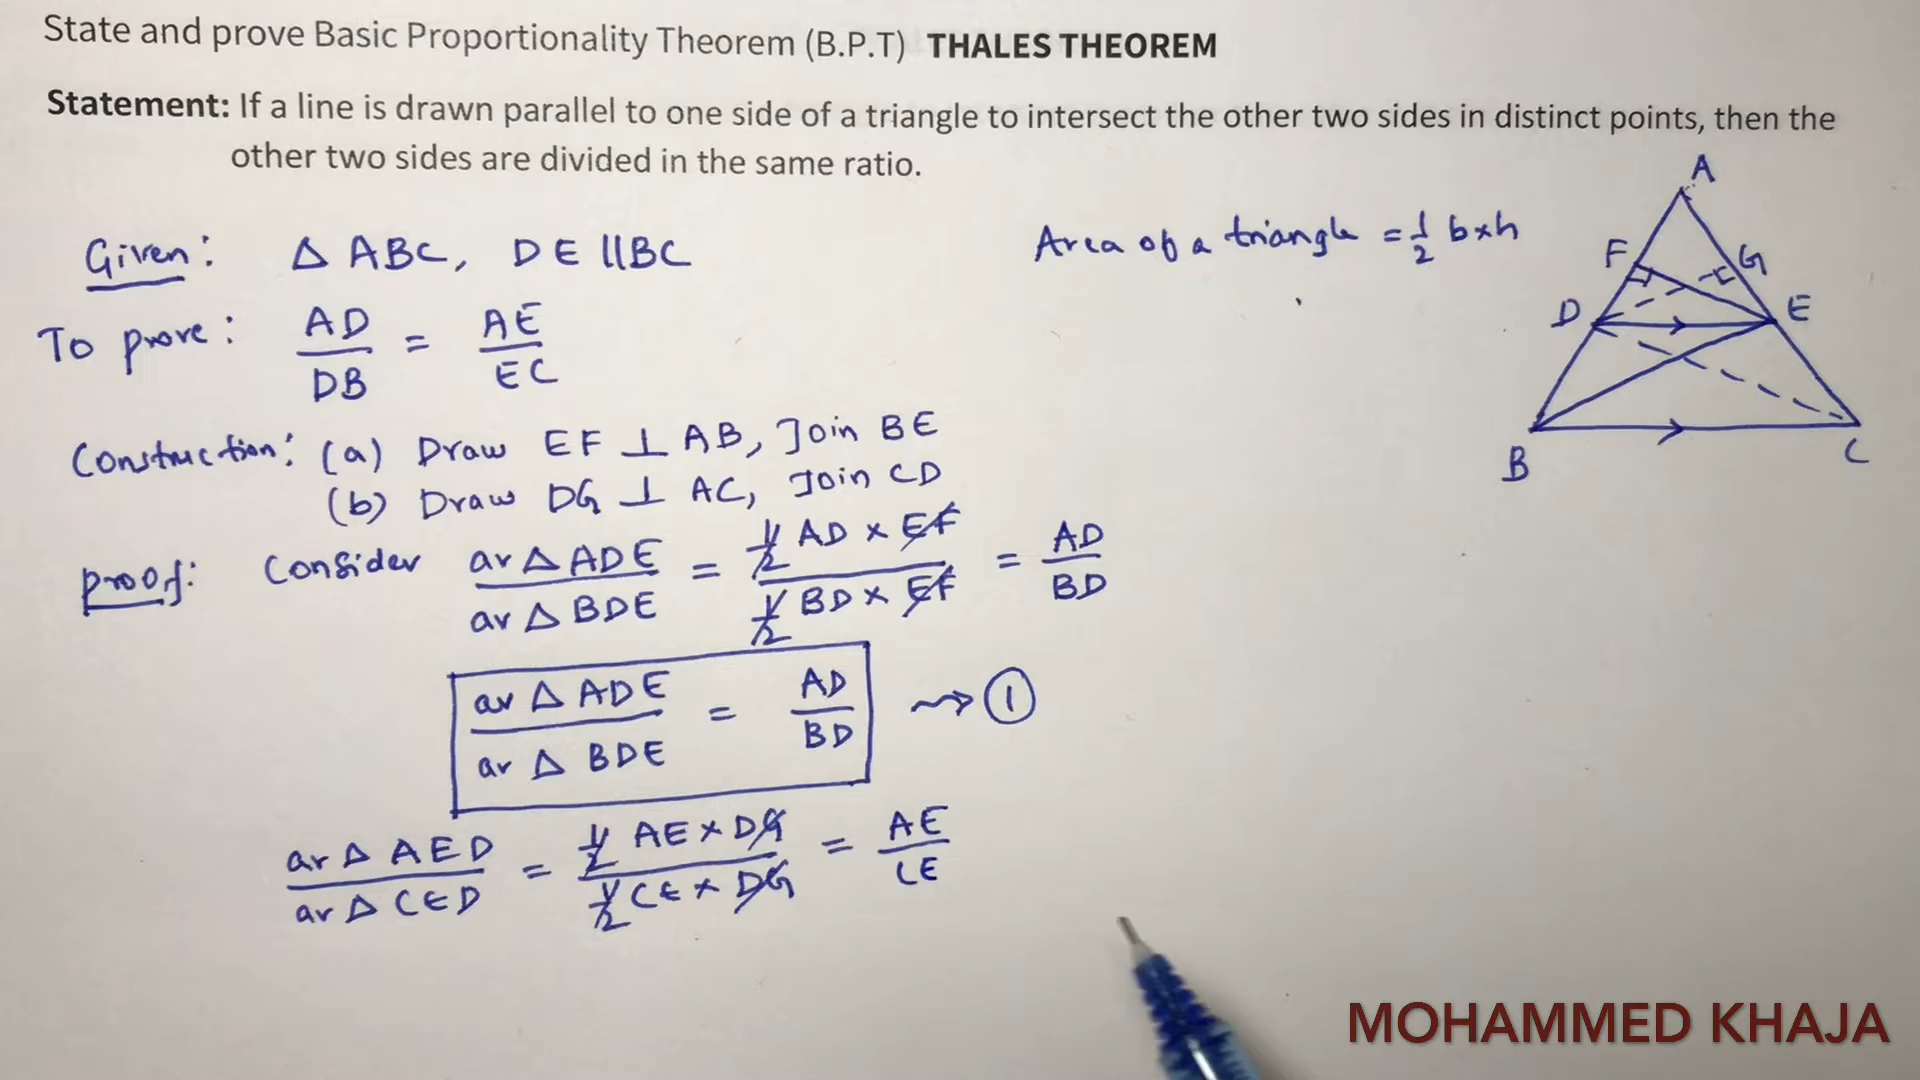 State and prove Basic Proportionality Theorem (B.P.T) THALES THEOREM
Statement: If a line is drawn parallel to one side of a triangle to intersect the other two sides in distinct points, then the
other two sides are divided in the same ratio.
Given: △ ABC, DE ||BC
Area of a triangle = 1/2 b×h
To prove: AD/DB = AE/EC
Construction: (a) Draw EF ⊥ AB, Join BE
(b) Draw DG ⊥ AC, Join CD
Proof: Consider ar △ ADE / ar △ BDE = 1/2 AD × EF / 1/2 BD × EF = AD/BD
ar △ ADE / ar △ BDE = AD/BD ⇝ ①
ar △ AED / ar △ CED = 1/2 AE × DG / 1/2 CE × DG = AE/CE
A
F
G
D
E
B
C
MOHAMMED KHAJA